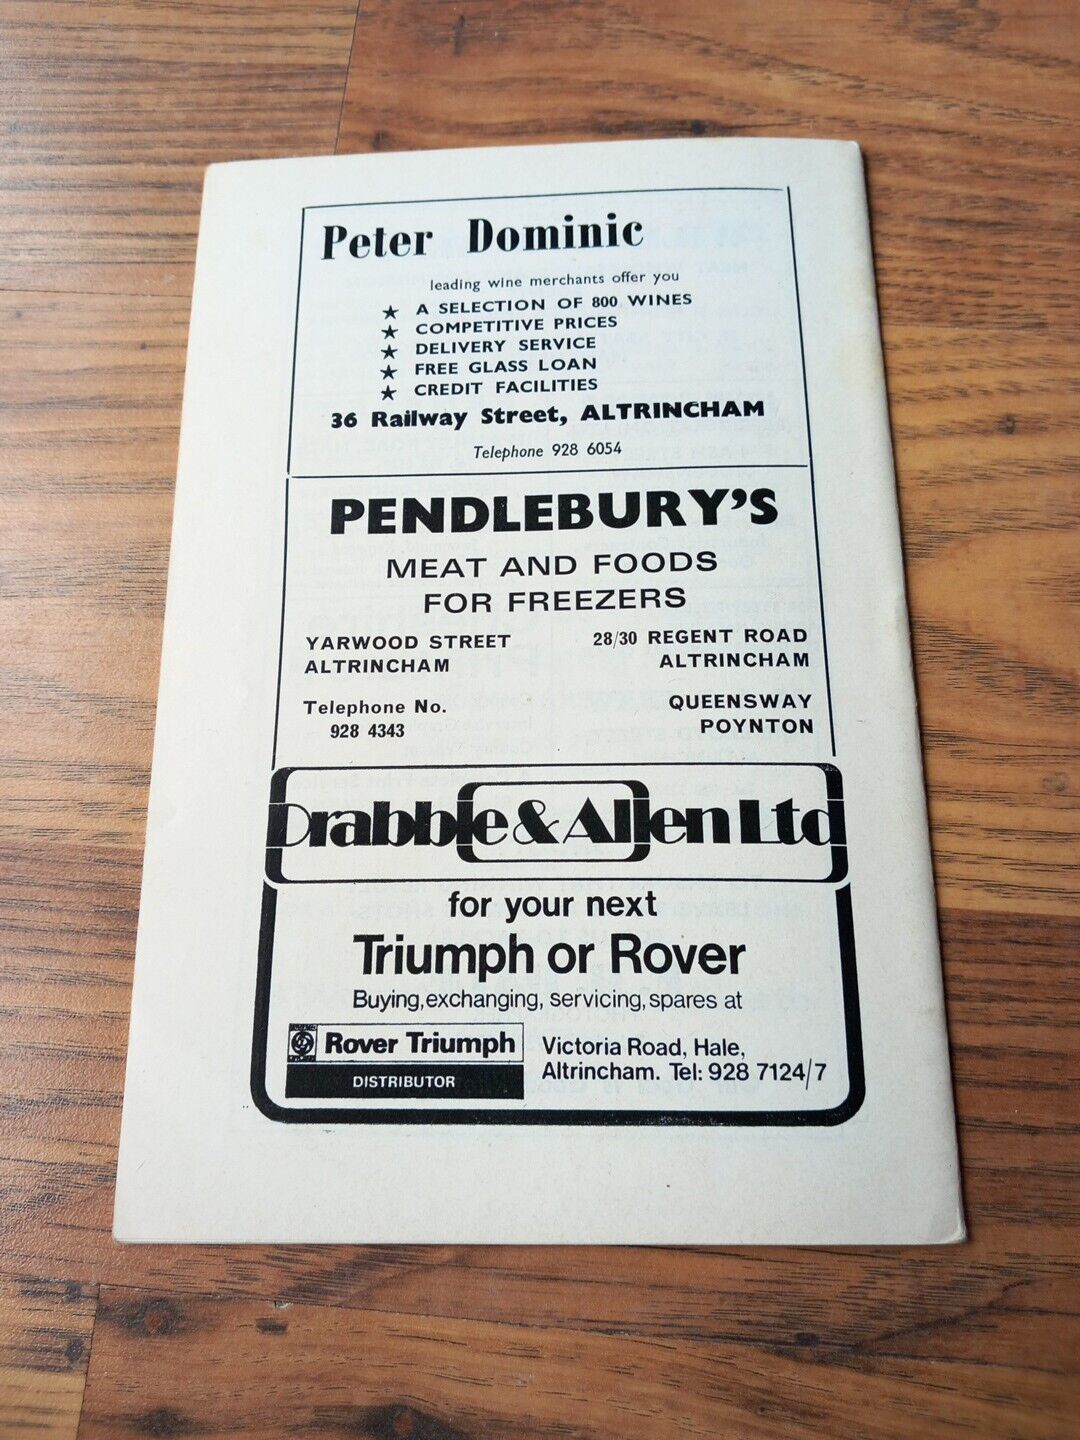 Peter Dominic
leading wine merchants offer you
★ A SELECTION OF 800 WINES
★ COMPETITIVE PRICES
★ DELIVERY SERVICE
★ FREE GLASS LOAN
★ CREDIT FACILITIES
36 Railway Street, ALTRINCHAM
Telephone 928 6054
PENDLEBURY'S
MEAT AND FOODS
FOR FREEZERS
YARWOOD STREET
ALTRINCHAM
Telephone No.
928 4343
28/30 REGENT ROAD
ALTRINCHAM
QUEENSWAY
POYNTON
Drabble & Allen Ltd
for your next
Triumph or Rover
Buying, exchanging, servicing, spares at
Rover Triumph
DISTRIBUTOR
Victoria Road, Hale,
Altrincham. Tel: 928 7124/7